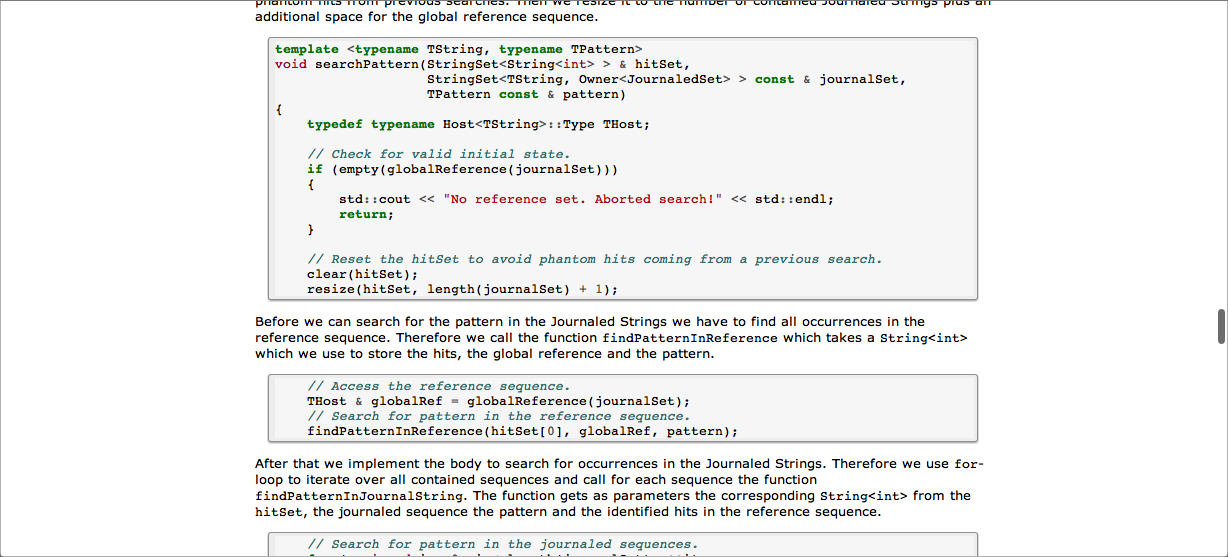 phantom hits from previous searches. Then we resize it to the number of contained Journaled Strings plus an
additional space for the global reference sequence.
template <typename TString, typename TPattern>
void searchPattern(StringSet<String<int> > & hitSet,
StringSet<TString, Owner<JournaledSet> > const & journalSet,
TPattern const & pattern)
{
typedef typename Host<TString>::Type THost;
// Check for valid initial state.
if (empty(globalReference(journalSet)))
{
std::cout << "No reference set. Aborted search!" << std::endl;
return;
}
// Reset the hitSet to avoid phantom hits coming from a previous search.
clear(hitSet);
resize(hitSet, length(journalSet) + 1);
Before we can search for the pattern in the Journaled Strings we have to find all occurrences in the
reference sequence. Therefore we call the function findPatternInReference which takes a String<int>
which we use to store the hits, the global reference and the pattern.
// Access the reference sequence.
THost & globalRef = globalReference(journalSet);
// Search for pattern in the reference sequence.
findPatternInReference(hitSet[0], globalRef, pattern);
After that we implement the body to search for occurrences in the Journaled Strings. Therefore we use for-
loop to iterate over all contained sequences and call for each sequence the function
findPatternInJournalString. The function gets as parameters the corresponding String<int> from the
hitSet, the journaled sequence the pattern and the identified hits in the reference sequence.
// Search for pattern in the journaled sequences.